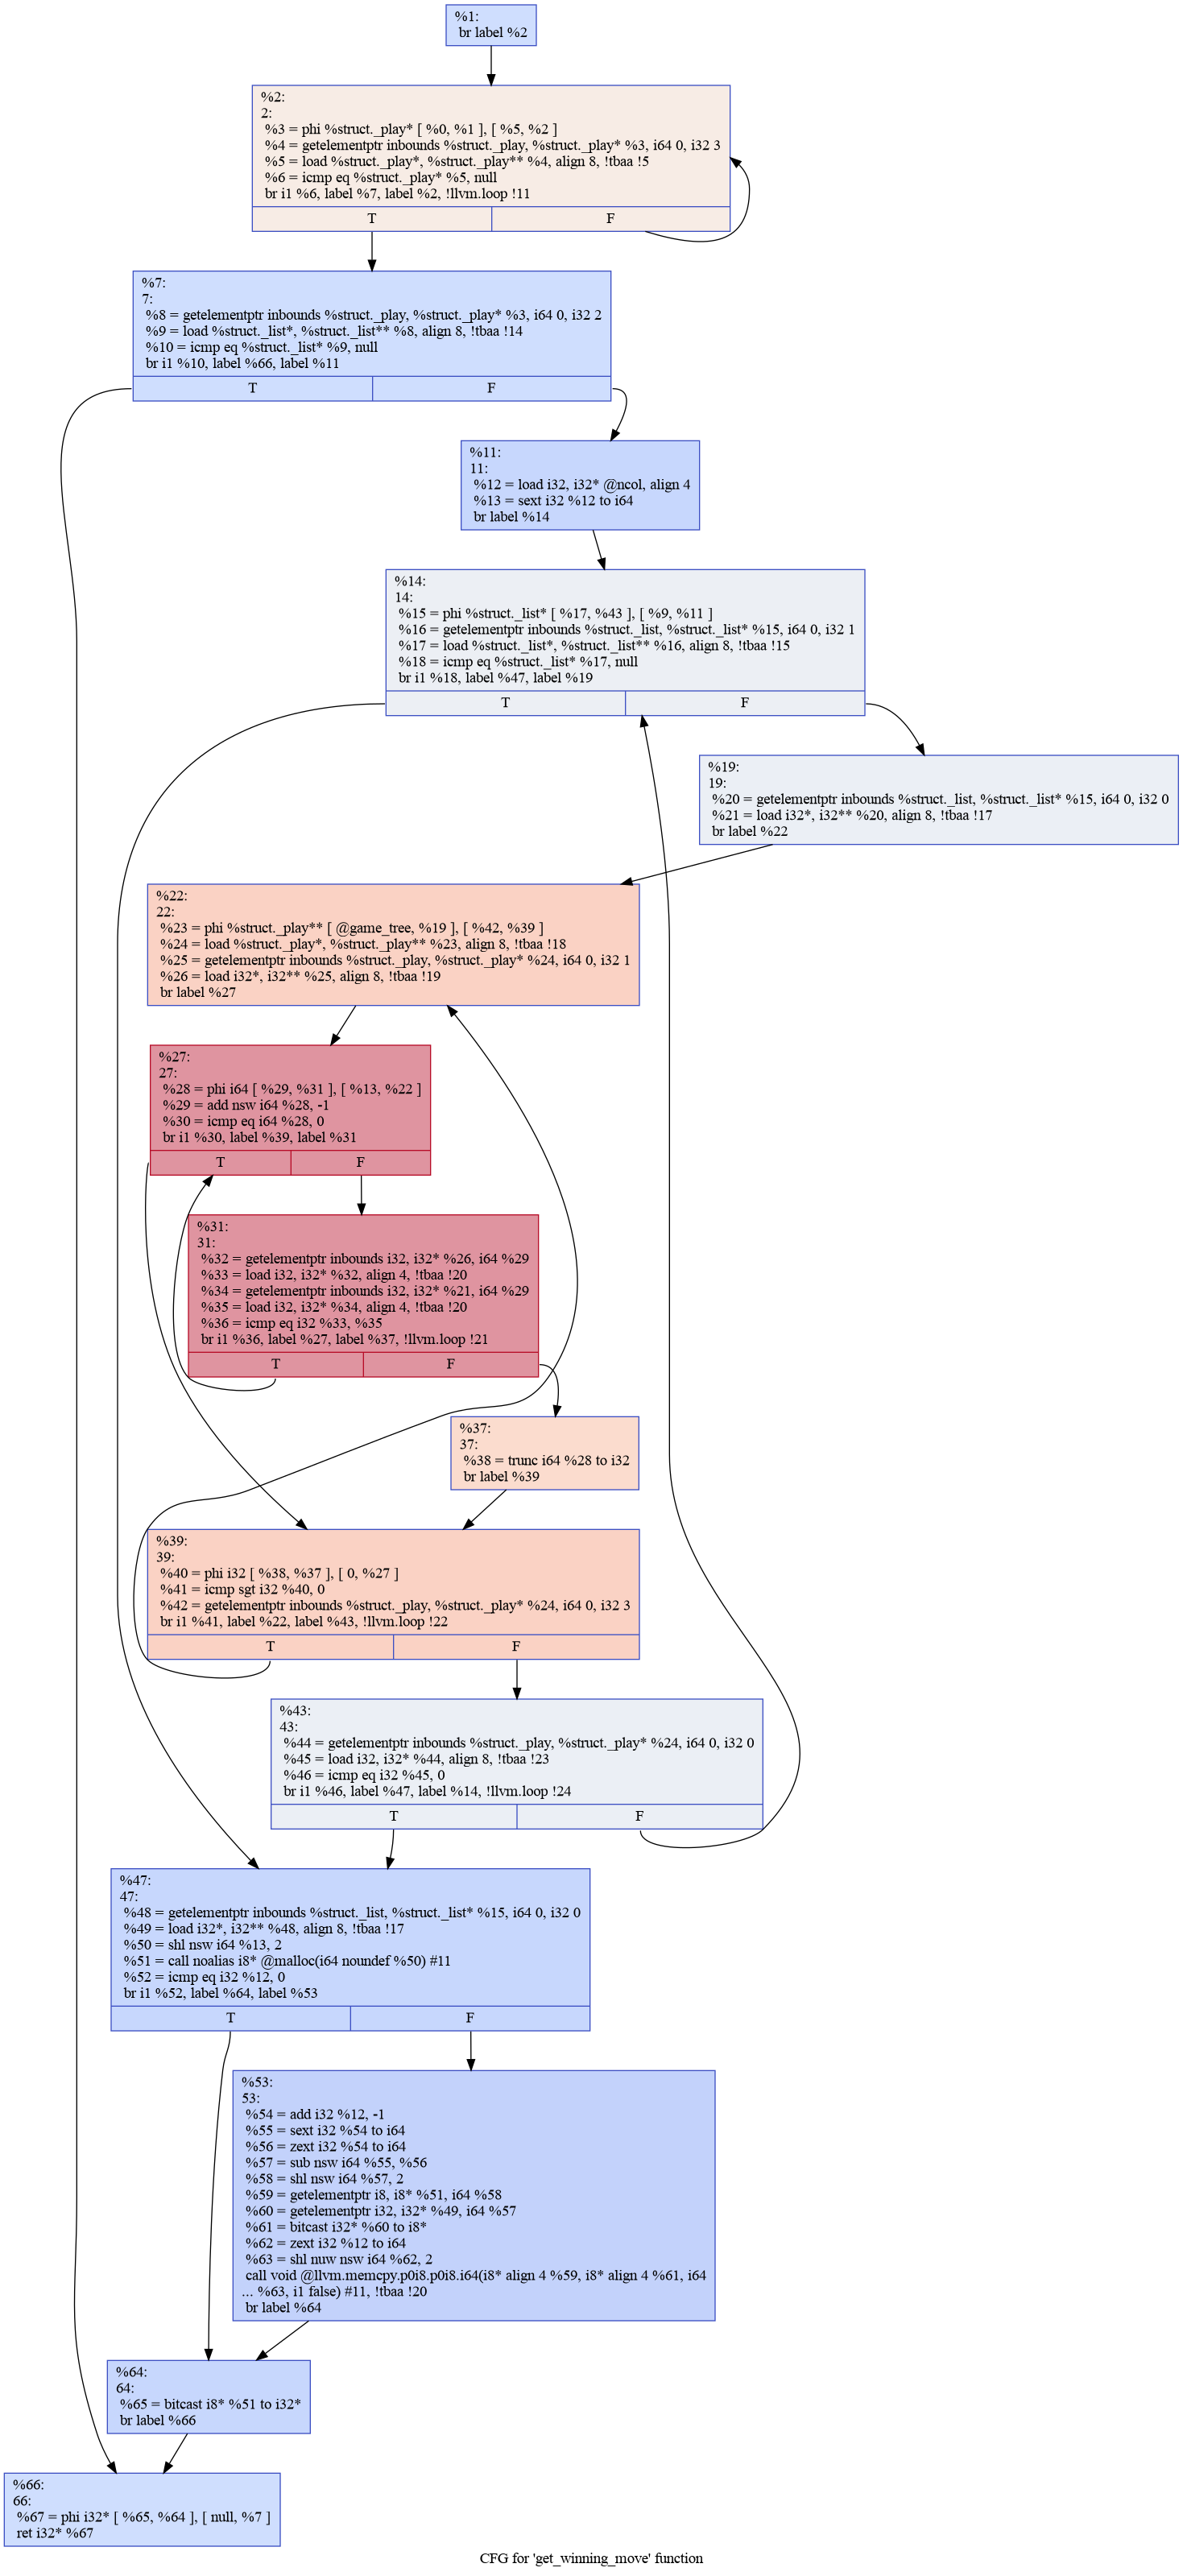 %1:
br label %2
%2:
2:
%3 = phi %struct._play* [ %0, %1 ], [ %5, %2 ]
%4 = getelementptr inbounds %struct._play, %struct._play* %3, i64 0, i32 3
%5 = load %struct._play*, %struct._play** %4, align 8, !tbaa !5
%6 = icmp eq %struct._play* %5, null
br i1 %6, label %7, label %2, !llvm.loop !11
T F
%7:
7:
%8 = getelementptr inbounds %struct._play, %struct._play* %3, i64 0, i32 2
%9 = load %struct._list*, %struct._list** %8, align 8, !tbaa !14
%10 = icmp eq %struct._list* %9, null
br i1 %10, label %66, label %11
T F
%11:
11:
%12 = load i32, i32* @ncol, align 4
%13 = sext i32 %12 to i64
br label %14
%14:
14:
%15 = phi %struct._list* [ %17, %43 ], [ %9, %11 ]
%16 = getelementptr inbounds %struct._list, %struct._list* %15, i64 0, i32 1
%17 = load %struct._list*, %struct._list** %16, align 8, !tbaa !15
%18 = icmp eq %struct._list* %17, null
br i1 %18, label %47, label %19
T F
%19:
19:
%20 = getelementptr inbounds %struct._list, %struct._list* %15, i64 0, i32 0
%21 = load i32*, i32** %20, align 8, !tbaa !17
br label %22
%22:
22:
%23 = phi %struct._play** [ @game_tree, %19 ], [ %42, %39 ]
%24 = load %struct._play*, %struct._play** %23, align 8, !tbaa !18
%25 = getelementptr inbounds %struct._play, %struct._play* %24, i64 0, i32 1
%26 = load i32*, i32** %25, align 8, !tbaa !19
br label %27
%27:
27:
%28 = phi i64 [ %29, %31 ], [ %13, %22 ]
%29 = add nsw i64 %28, -1
%30 = icmp eq i64 %28, 0
br i1 %30, label %39, label %31
T F
%31:
31:
%32 = getelementptr inbounds i32, i32* %26, i64 %29
%33 = load i32, i32* %32, align 4, !tbaa !20
%34 = getelementptr inbounds i32, i32* %21, i64 %29
%35 = load i32, i32* %34, align 4, !tbaa !20
%36 = icmp eq i32 %33, %35
br i1 %36, label %27, label %37, !llvm.loop !21
T F
%37:
37:
%38 = trunc i64 %28 to i32
br label %39
%39:
39:
%40 = phi i32 [ %38, %37 ], [ 0, %27 ]
%41 = icmp sgt i32 %40, 0
%42 = getelementptr inbounds %struct._play, %struct._play* %24, i64 0, i32 3
br i1 %41, label %22, label %43, !llvm.loop !22
T F
%43:
43:
%44 = getelementptr inbounds %struct._play, %struct._play* %24, i64 0, i32 0
%45 = load i32, i32* %44, align 8, !tbaa !23
%46 = icmp eq i32 %45, 0
br i1 %46, label %47, label %14, !llvm.loop !24
T F
%47:
47:
%48 = getelementptr inbounds %struct._list, %struct._list* %15, i64 0, i32 0
%49 = load i32*, i32** %48, align 8, !tbaa !17
%50 = shl nsw i64 %13, 2
%51 = call noalias i8* @malloc(i64 noundef %50) #11
%52 = icmp eq i32 %12, 0
br i1 %52, label %64, label %53
T F
%53:
53:
%54 = add i32 %12, -1
%55 = sext i32 %54 to i64
%56 = zext i32 %54 to i64
%57 = sub nsw i64 %55, %56
%58 = shl nsw i64 %57, 2
%59 = getelementptr i8, i8* %51, i64 %58
%60 = getelementptr i32, i32* %49, i64 %57
%61 = bitcast i32* %60 to i8*
%62 = zext i32 %12 to i64
%63 = shl nuw nsw i64 %62, 2
call void @llvm.memcpy.p0i8.p0i8.i64(i8* align 4 %59, i8* align 4 %61, i64
... %63, i1 false) #11, !tbaa !20
br label %64
%64:
64:
%65 = bitcast i8* %51 to i32*
br label %66
%66:
66:
%67 = phi i32* [ %65, %64 ], [ null, %7 ]
ret i32* %67
CFG for 'get_winning_move' function